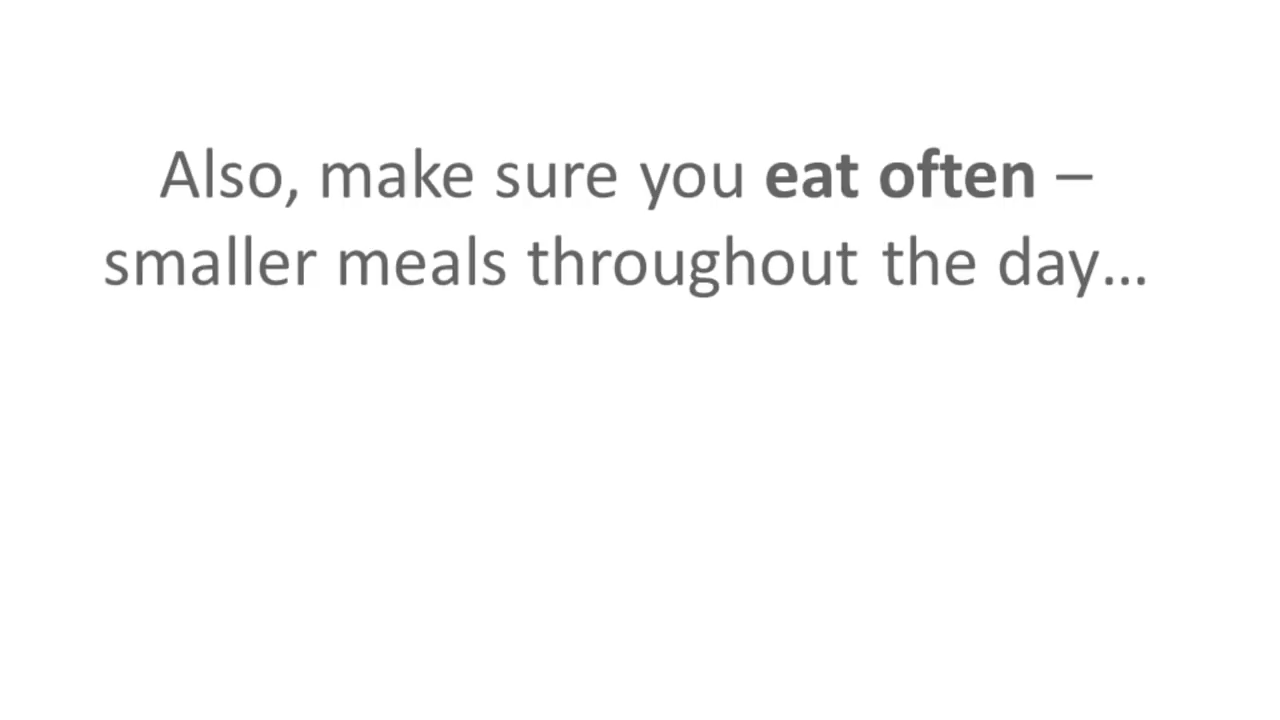 Also, make sure you eat often –
smaller meals throughout the day...